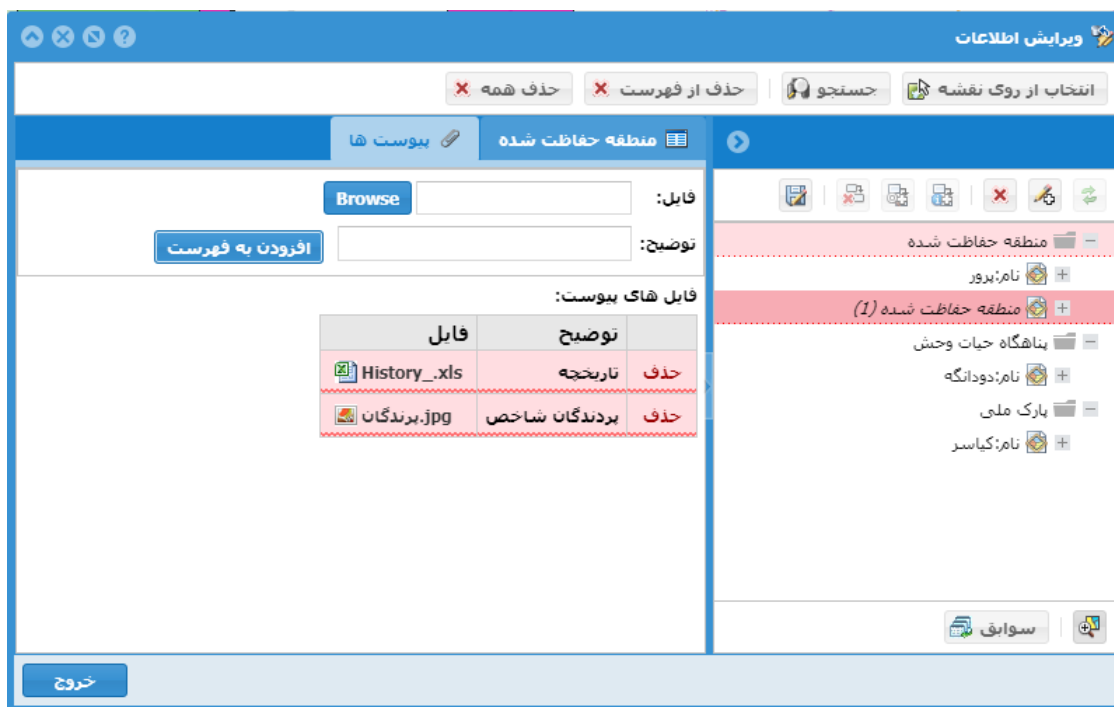 ویرایش اطلاعات
انتخاب از روی نقشه جستجو حذف از فهرست حذف همه
منطقه حفاظت شده پیوست ها
فایل: Browse
توضیح: افزودن به فهرست
فایل های پیوست:
توضیح فایل
حذف تاریخچه History_.xls
حذف پردندگان شاخص پرندگان.jpg
منطقه حفاظت شده
نام:پرور
منطقه حفاظت شده (1)
پناهگاه حیات وحش
نام:دودانگه
پارک ملی
نام:کیاسر
سوابق
خروج